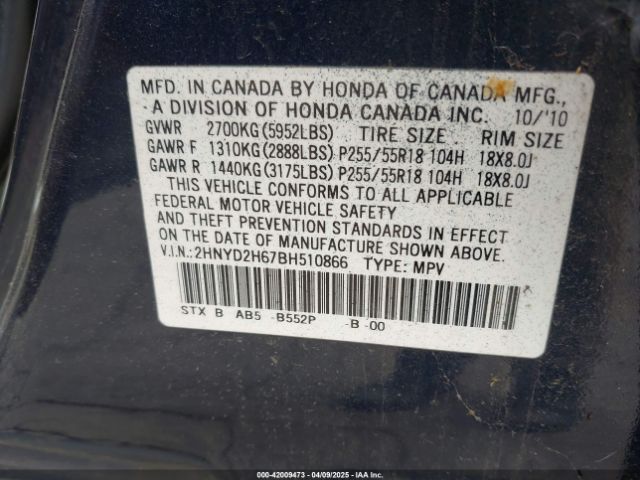 MFD. IN CANADA BY HONDA OF CANADA MFG.,
A DIVISION OF HONDA CANADA INC. 10/'10
GVWR 2700KG(5952LBS) TIRE SIZE RIM SIZE
GAWR F 1310KG(2888LBS) P255/55R18 104H 18X8.0J
GAWR R 1440KG(3175LBS) P255/55R18 104H 18X8.0J
THIS VEHICLE CONFORMS TO ALL APPLICABLE
FEDERAL MOTOR VEHICLE SAFETY
AND THEFT PREVENTION STANDARDS IN EFFECT
ON THE DATE OF MANUFACTURE SHOWN ABOVE.
V.I.N.: 2HNYD2H67BH510866 TYPE: MPV
STX B AB5 -B552P -B -00
000-42009473 - 04/09/2025 - IAA Inc.